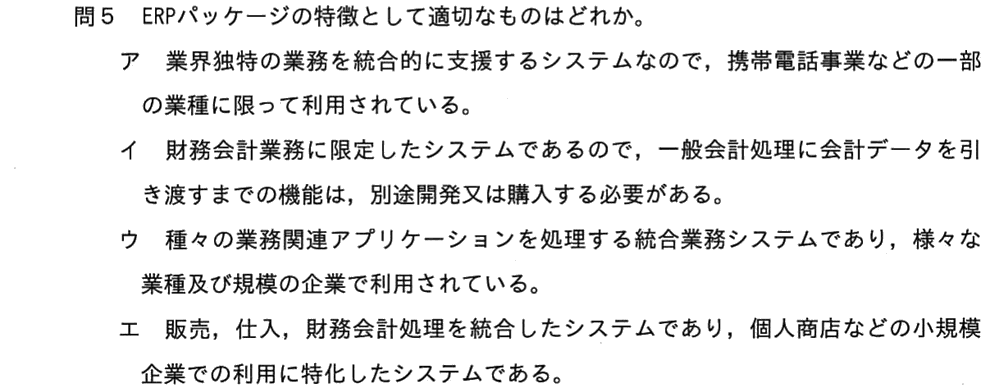 問５　ERPパッケージの特徴として適切なものはどれか。
ア　業界独特の業務を統合的に支援するシステムなので，携帯電話事業などの一部
の業種に限って利用されている。
イ　財務会計業務に限定したシステムであるので，一般会計処理に会計データを引
き渡すまでの機能は，別途開発又は購入する必要がある。
ウ　種々の業務関連アプリケーションを処理する統合業務システムであり，様々な
業種及び規模の企業で利用されている。
エ　販売，仕入，財務会計処理を統合したシステムであり，個人商店などの小規模
企業での利用に特化したシステムである。